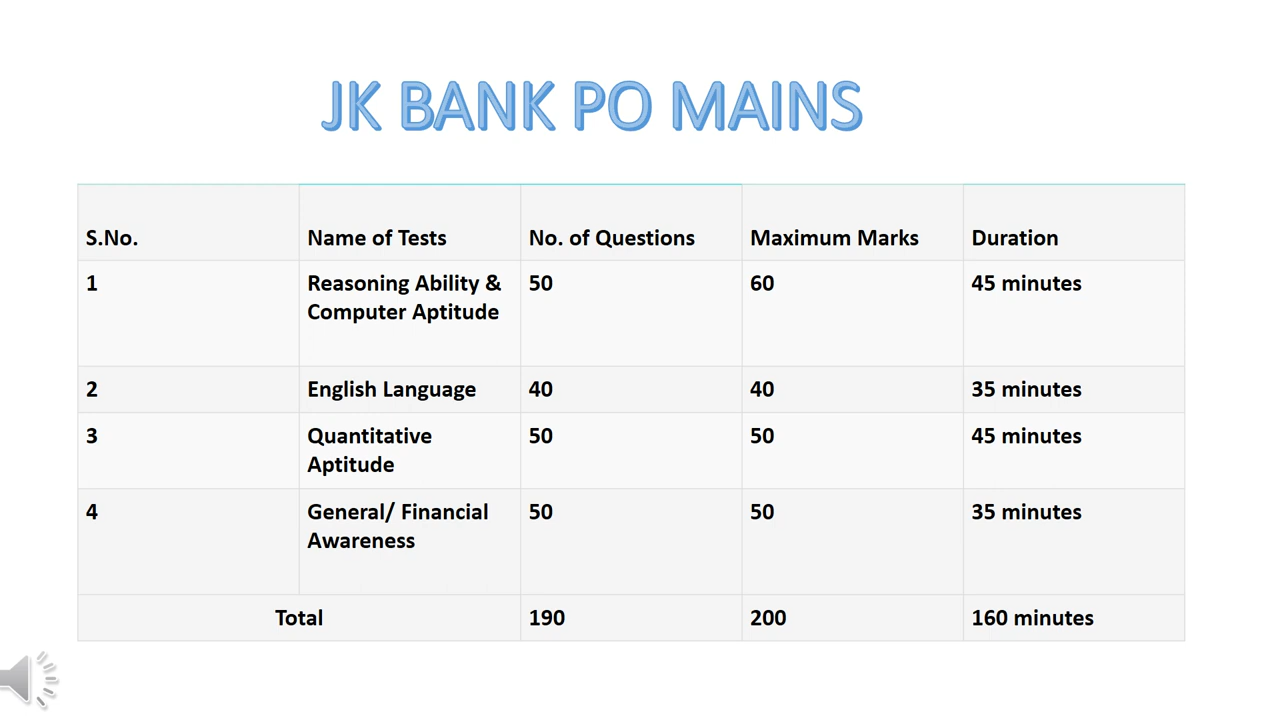 JK BANK PO MAINS
S.No. Name of Tests No. of Questions Maximum Marks Duration
1 Reasoning Ability & 50 60 45 minutes
Computer Aptitude
2 English Language 40 40 35 minutes
3 Quantitative 50 50 45 minutes
Aptitude
4 General/ Financial 50 50 35 minutes
Awareness
Total 190 200 160 minutes